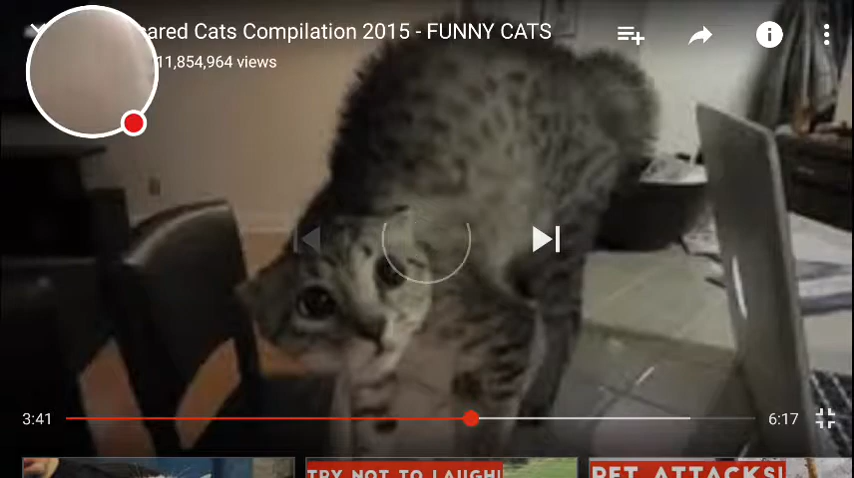 ared Cats Compilation 2015 - FUNNY CATS
11,854,964 views
3:41
6:17
TRY NOT TO LAUGH!
PET ATTACKS!